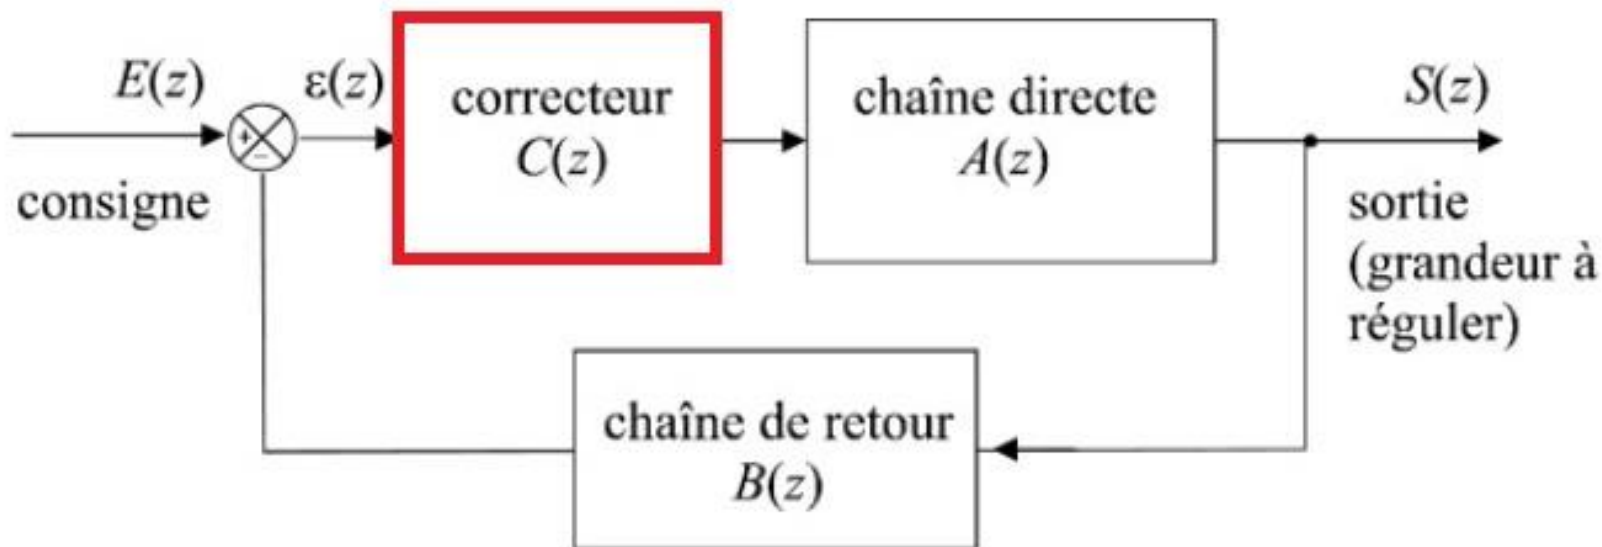 E(z)
ε(z)
correcteur
C(z)
chaîne directe
A(z)
S(z)
+
–
consigne
sortie
(grandeur à
réguler)
chaîne de retour
B(z)